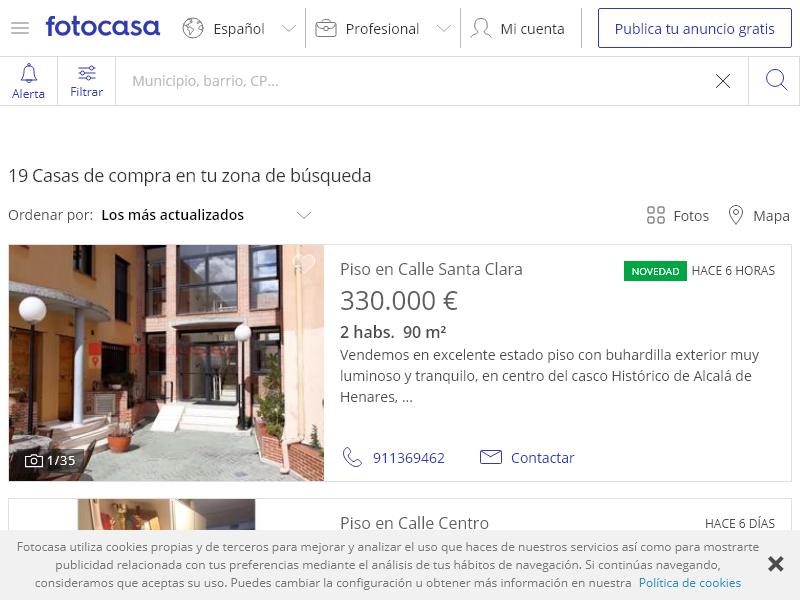 fotocasa Español Profesional Mi cuenta Publica tu anuncio gratis
Alerta Filtrar Municipio, barrio, CP...
19 Casas de compra en tu zona de búsqueda
Ordenar por: Los más actualizados Fotos Mapa
Piso en Calle Santa Clara NOVEDAD HACE 6 HORAS
330.000 €
2 habs. 90 m²
Vendemos en excelente estado piso con buhardilla exterior muy
luminoso y tranquilo, en centro del casco Histórico de Alcalá de
Henares, ...
1/35 911369462 Contactar
Piso en Calle Centro HACE 6 DÍAS
Fotocasa utiliza cookies propias y de terceros para mejorar y analizar el uso que haces de nuestros servicios así como para mostrarte
publicidad relacionada con tus preferencias mediante el análisis de tus hábitos de navegación. Si continúas navegando,
consideramos que aceptas su uso. Puedes cambiar la configuración u obtener más información en nuestra Política de cookies